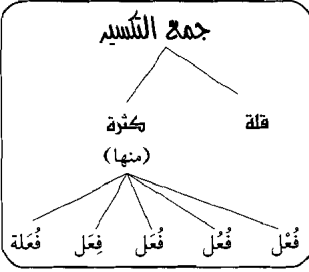 جمع التكسير
قلة كثرة
(منها)
فُعْل فُعُل فُعَل فِعَل فُعَلة